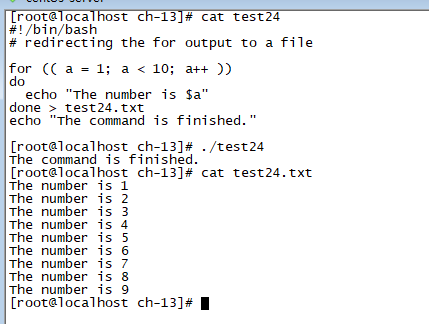 centos-server
[root@localhost ch-13]# cat test24
#!/bin/bash
# redirecting the for output to a file

for (( a = 1; a < 10; a++ ))
do
  echo "The number is $a"
done > test24.txt
echo "The command is finished."

[root@localhost ch-13]# ./test24
The command is finished.
[root@localhost ch-13]# cat test24.txt
The number is 1
The number is 2
The number is 3
The number is 4
The number is 5
The number is 6
The number is 7
The number is 8
The number is 9
[root@localhost ch-13]#